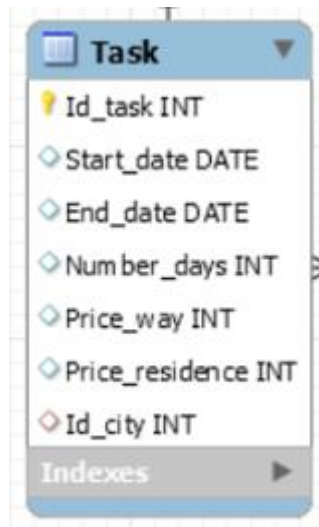 Task
Id_task INT
Start_date DATE
End_date DATE
Number_days INT
Price_way INT
Price_residence INT
Id_city INT
Indexes